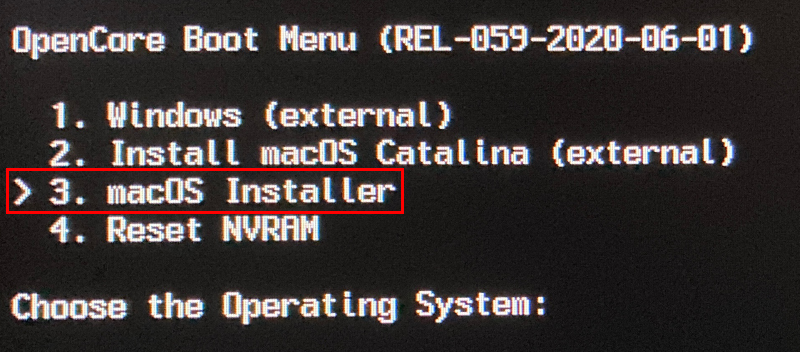 OpenCore Boot Menu (REL-059-2020-06-01)
1. Windows (external)
2. Install macOS Catalina (external)
> 3. macOS Installer
4. Reset NVRAM
Choose the Operating System: